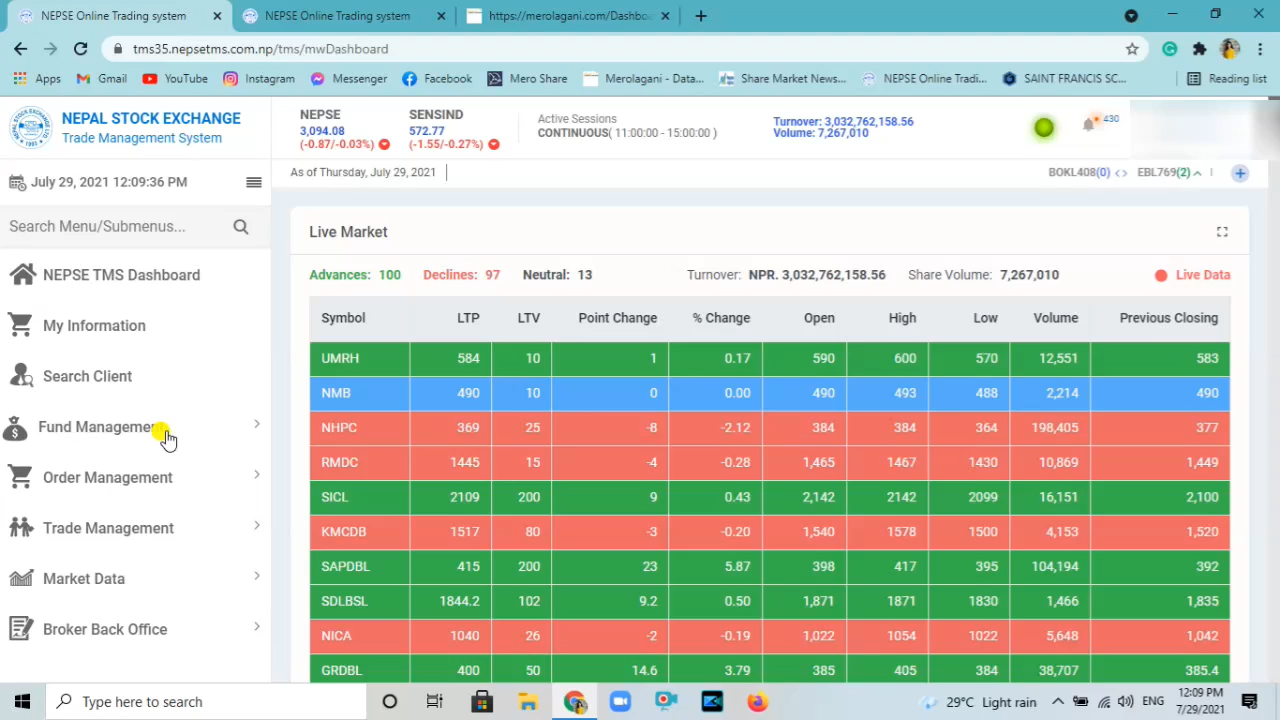 NEPSE Online Trading system
NEPSE Online Trading system
https://merolagani.com/Dashbo
tms35.nepsetms.com.np/tms/mwDashboard
Apps Gmail YouTube Instagram Messenger Facebook Mero Share Merolagani - Data... Share Market News... NEPSE Online Tradi... SAINT FRANCIS SC... Reading list
NEPAL STOCK EXCHANGE
Trade Management System
NEPSE
3,094.08
(-0.87/-0.03%)
SENSIND
572.77
(-1.55/-0.27%)
Active Sessions
CONTINUOUS( 11:00:00 - 15:00:00 )
Turnover: 3,032,762,158.56
Volume: 7,267,010
430
July 29, 2021 12:09:36 PM
As of Thursday, July 29, 2021
BOKL408(0) <> EBL769(2)
Search Menu/Submenus...
NEPSE TMS Dashboard
My Information
Search Client
Fund Management
Order Management
Trade Management
Market Data
Broker Back Office
Live Market
Advances: 100 Declines: 97 Neutral: 13 Turnover: NPR. 3,032,762,158.56 Share Volume: 7,267,010 Live Data
Symbol LTP LTV Point Change % Change Open High Low Volume Previous Closing
UMRH 584 10 1 0.17 590 600 570 12,551 583
NMB 490 10 0 0.00 490 493 488 2,214 490
NHPC 369 25 -8 -2.12 384 384 364 198,405 377
RMDC 1445 15 -4 -0.28 1,465 1467 1430 10,869 1,449
SICL 2109 200 9 0.43 2,142 2142 2099 16,151 2,100
KMCDB 1517 80 -3 -0.20 1,540 1578 1500 4,153 1,520
SAPDBL 415 200 23 5.87 398 417 395 104,194 392
SDLBSL 1844.2 102 9.2 0.50 1,871 1871 1830 1,466 1,835
NICA 1040 26 -2 -0.19 1,022 1054 1022 5,648 1,042
GRDBL 400 50 14.6 3.79 385 405 384 38,707 385.4
Type here to search
29°C Light rain
ENG
12:09 PM
7/29/2021